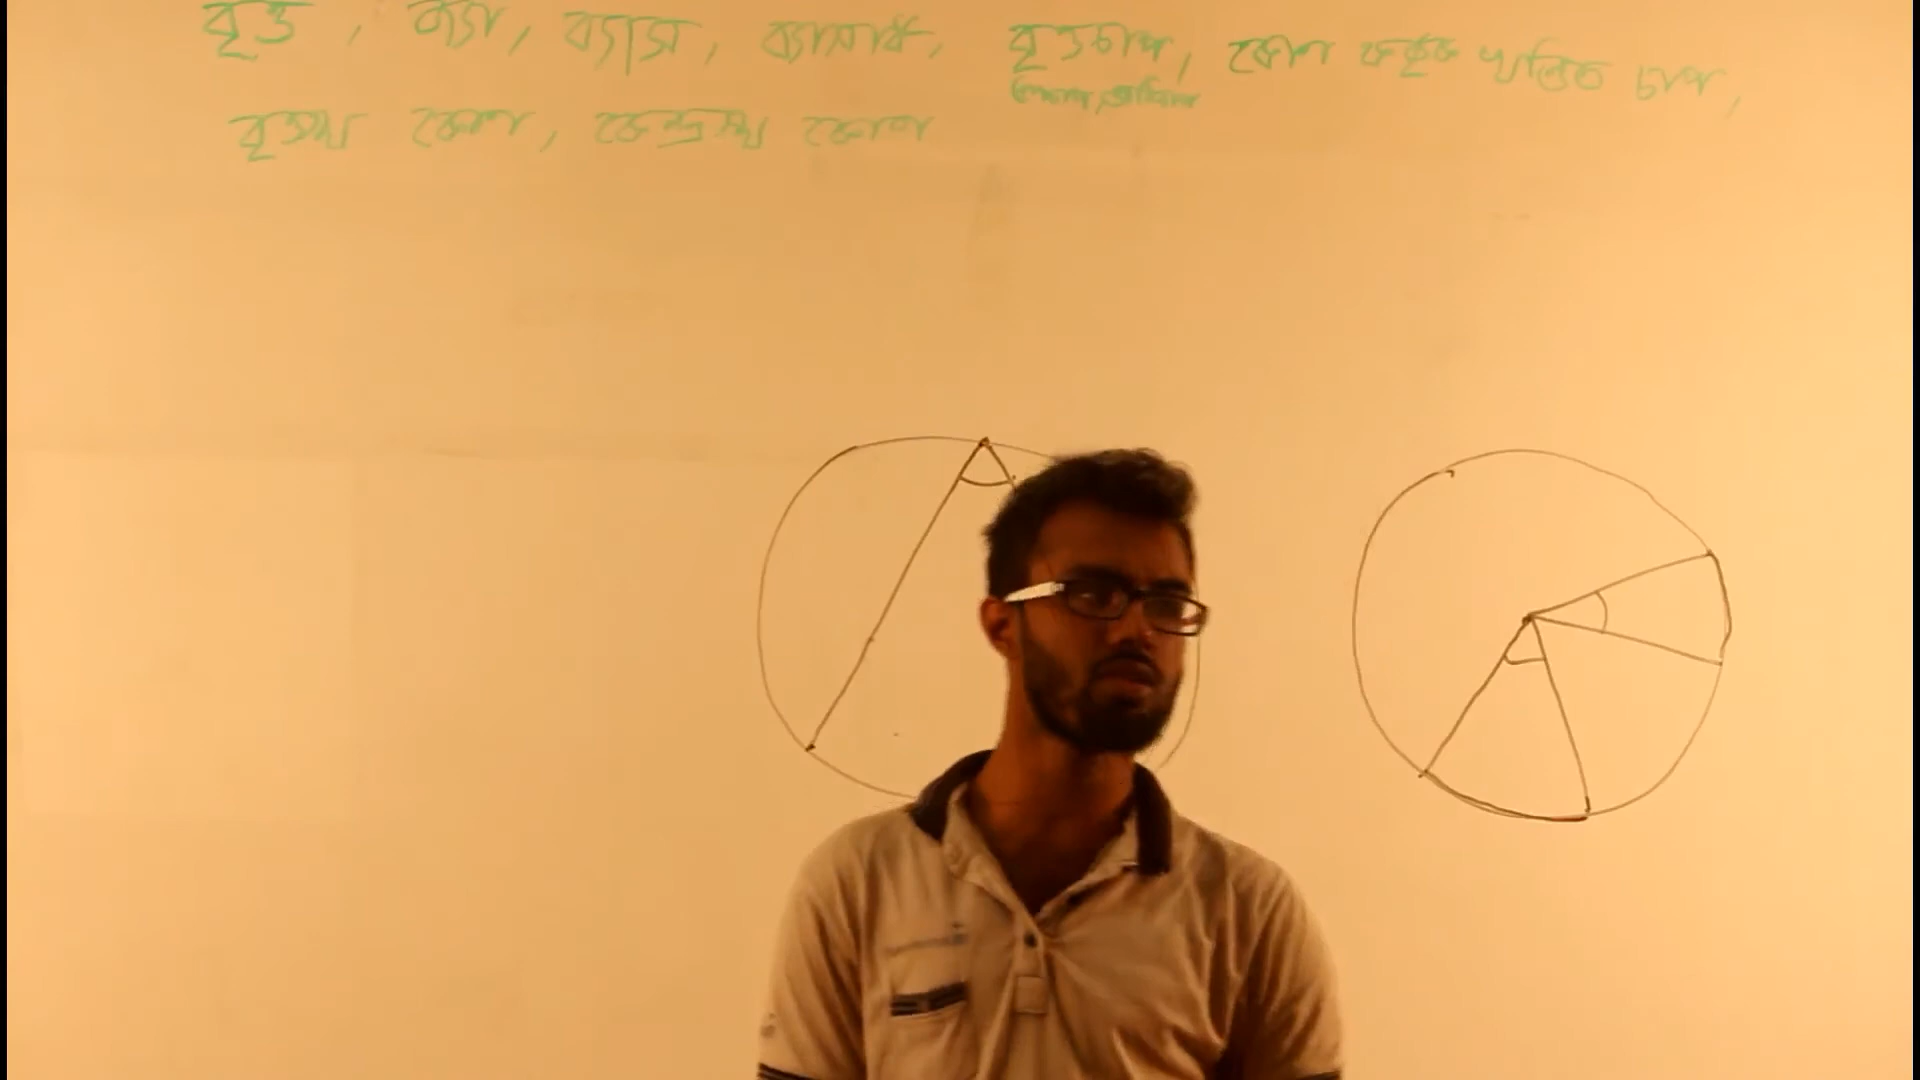 বৃত্ত, জ্যা, ব্যাস, ব্যাসার্ধ, বৃত্তচাপ, কোণ কর্তৃক খন্ডিত চাপ,
বৃত্তস্থ কোণ, কেন্দ্রস্থ কোণ